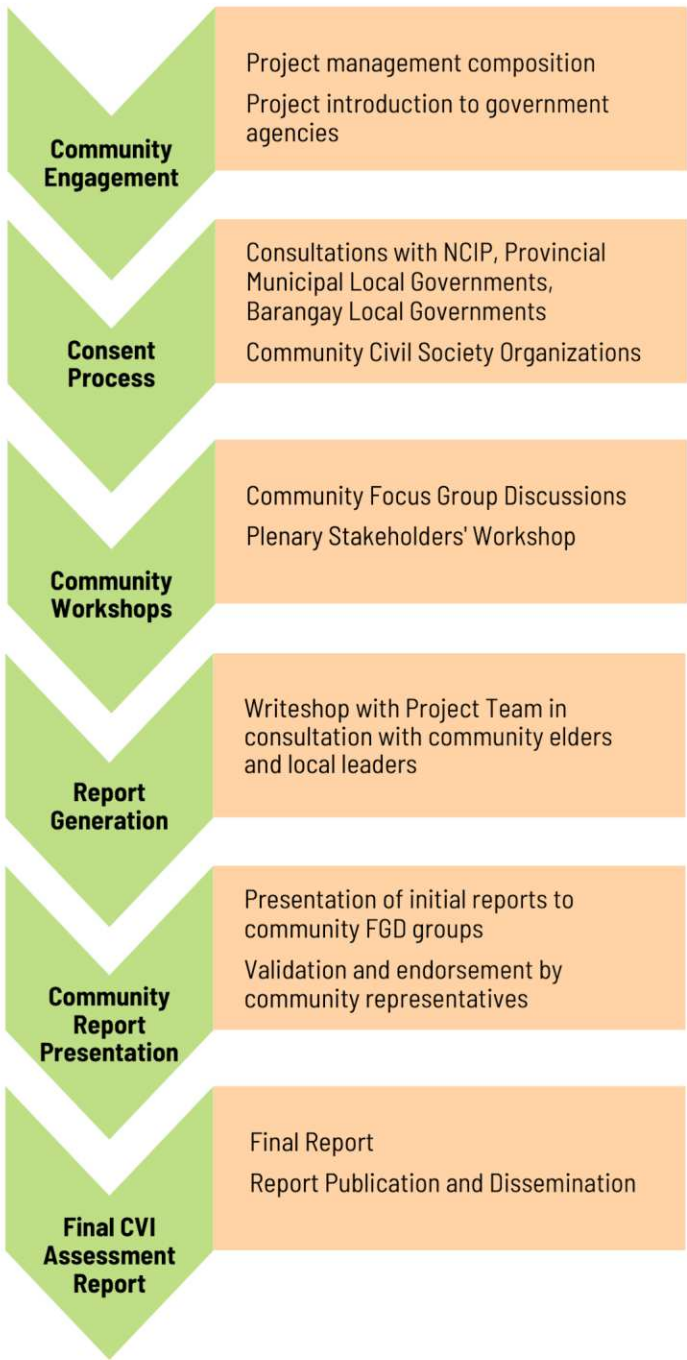 Community
Engagement
Project management composition
Project introduction to government
agencies
Consent
Process
Consultations with NCIP, Provincial
Municipal Local Governments,
Barangay Local Governments
Community Civil Society Organizations
Community
Workshops
Community Focus Group Discussions
Plenary Stakeholders' Workshop
Report
Generation
Writeshop with Project Team in
consultation with community elders
and local leaders
Community
Report
Presentation
Presentation of initial reports to
community FGD groups
Validation and endorsement by
community representatives
Final CVI
Assessment
Report
Final Report
Report Publication and Dissemination